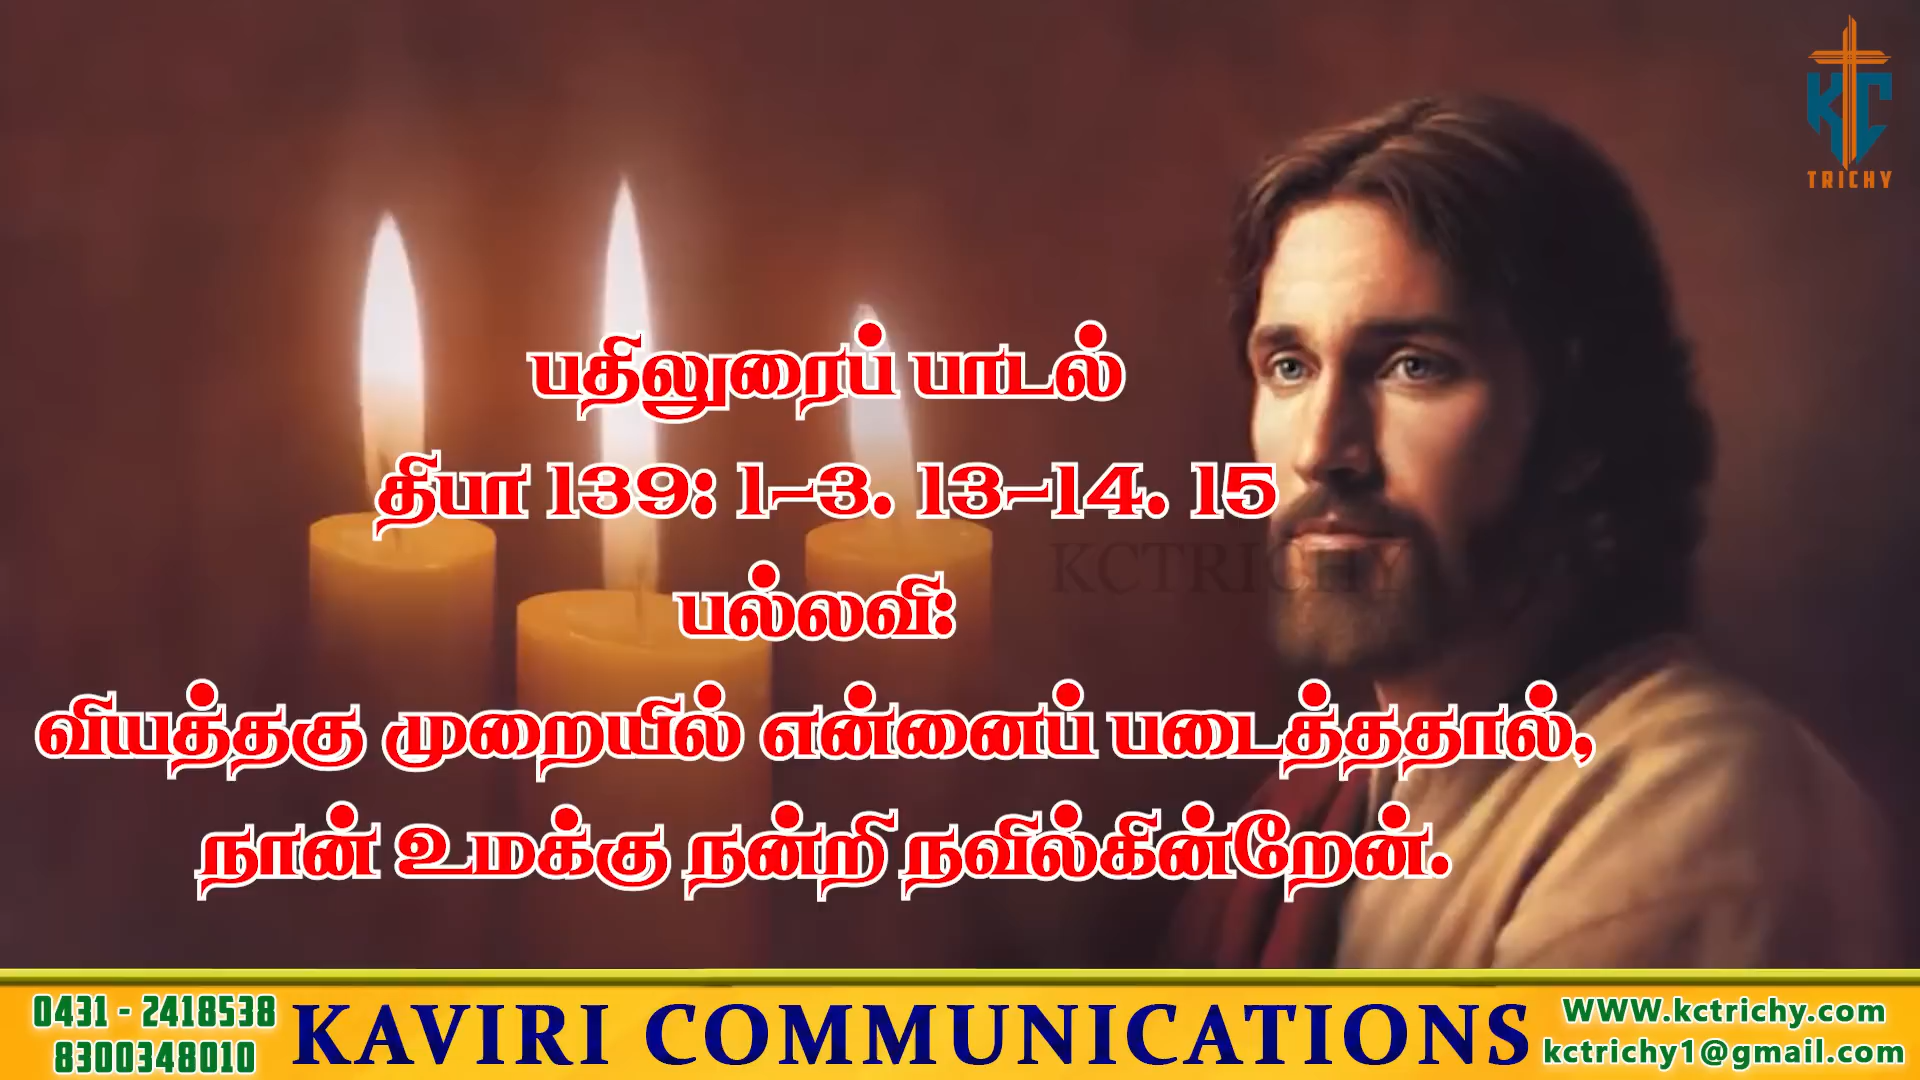 KC
TRICHY
பதிலுரைப் பாடல்
திபா 139: 1-3. 13-14. 15
KCTRICHY
பல்லவி:
வியத்தகு முறையில் என்னைப் படைத்ததால்,
நான் உமக்கு நன்றி நவில்கின்றேன்.
0431 - 2418538
8300348010
KAVIRI COMMUNICATIONS
www.kctrichy.com
kctrichy1@gmail.com